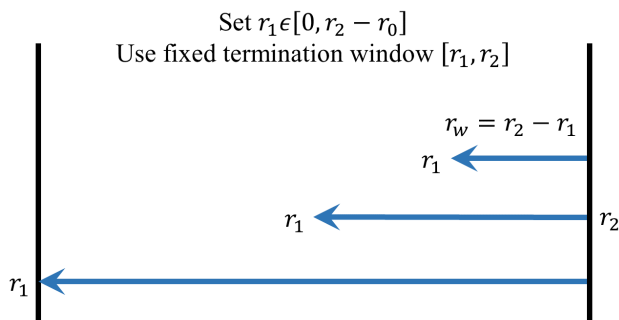 Set r₁ϵ[0, r₂ − r₀]
Use fixed termination window [r₁, r₂]
r_w = r₂ − r₁
r₁
r₁
r₂
r₁